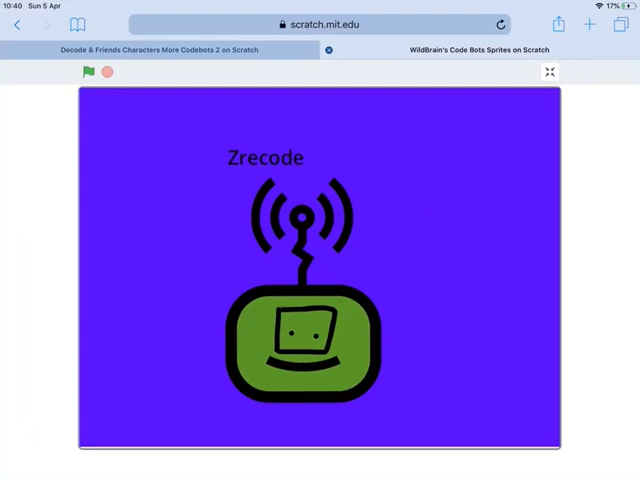 10:40 Sun 5 Apr 17%
scratch.mit.edu
Decode & Friends Characters More Codebots 2 on Scratch WildBrain's Code Bots Sprites on Scratch
Zrecode